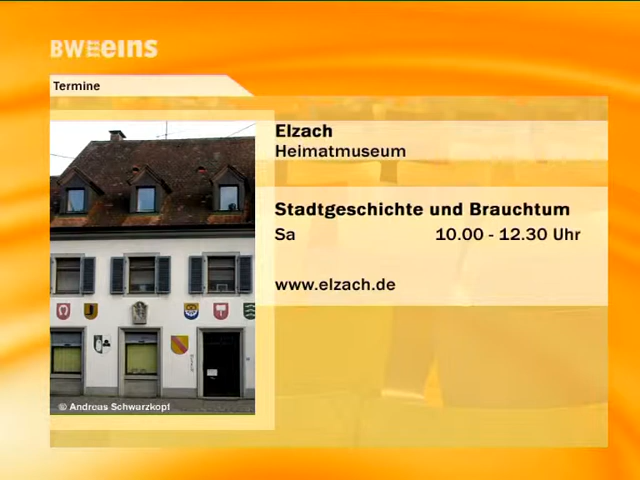 BW eins
Termine
Elzach
Heimatmuseum
Stadtgeschichte und Brauchtum
Sa 10.00 - 12.30 Uhr
www.elzach.de
© Andreas Schwarzkopf